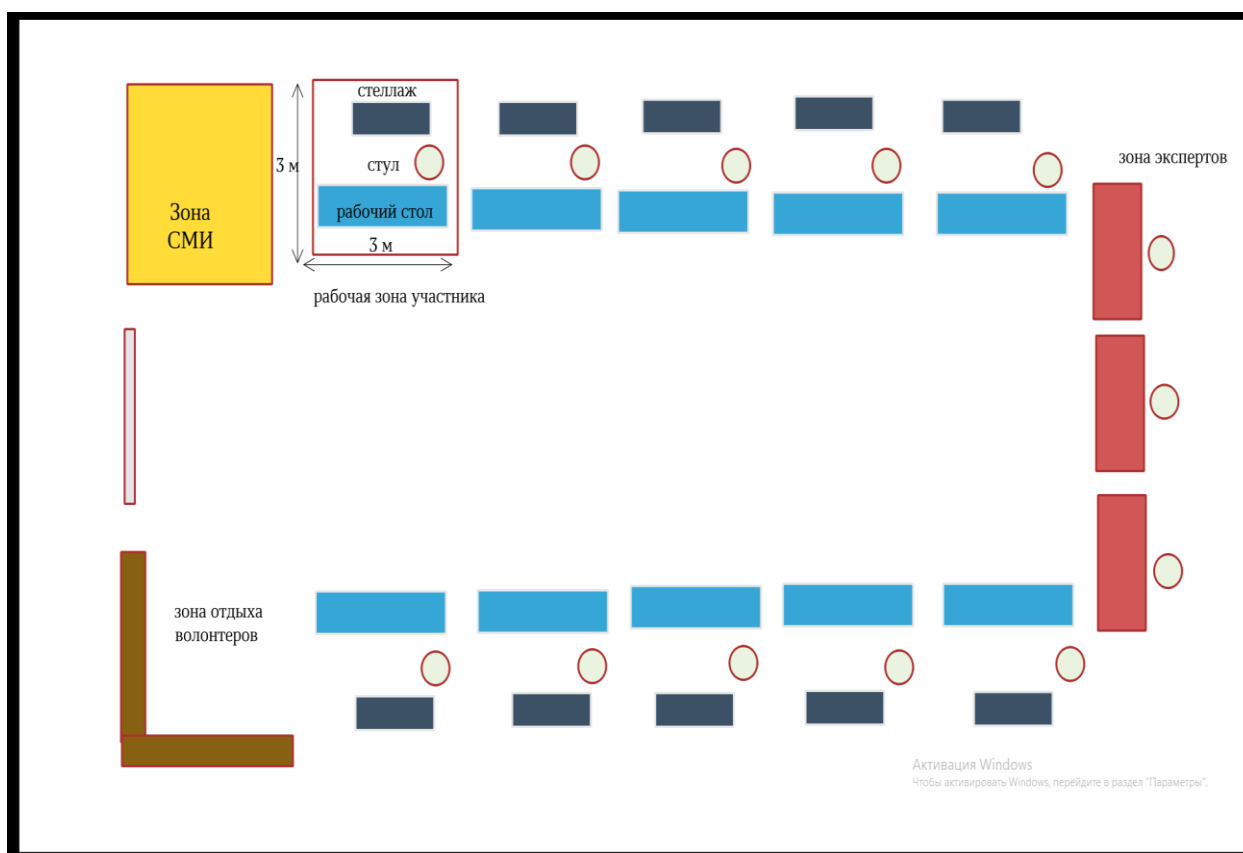 стеллаж
3 м
стул
зона экспертов
Зона
СМИ
рабочий стол
3 м
рабочая зона участника
зона отдыха
волонтеров
Активация Windows
Чтобы активировать Windows, перейдите в раздел "Параметры".